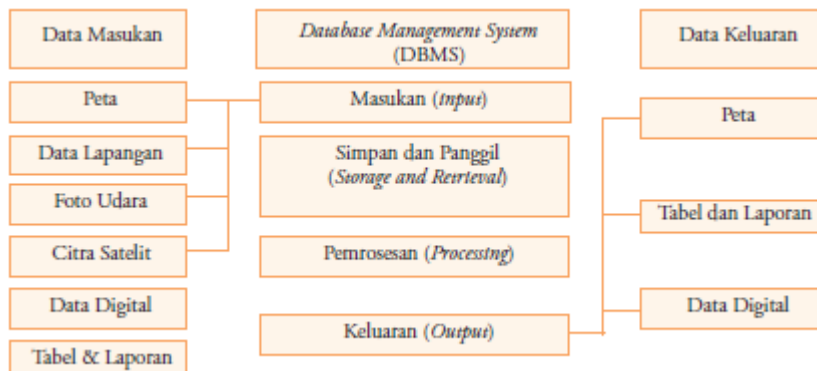 Data Masukan
Database Management System
(DBMS)
Data Keluaran
Peta
Data Lapangan
Foto Udara
Citra Satelit
Data Digital
Tabel & Laporan
Masukan (Input)
Simpan dan Panggil
(Storage and Retrieval)
Pemrosesan (Processing)
Keluaran (Output)
Peta
Tabel dan Laporan
Data Digital